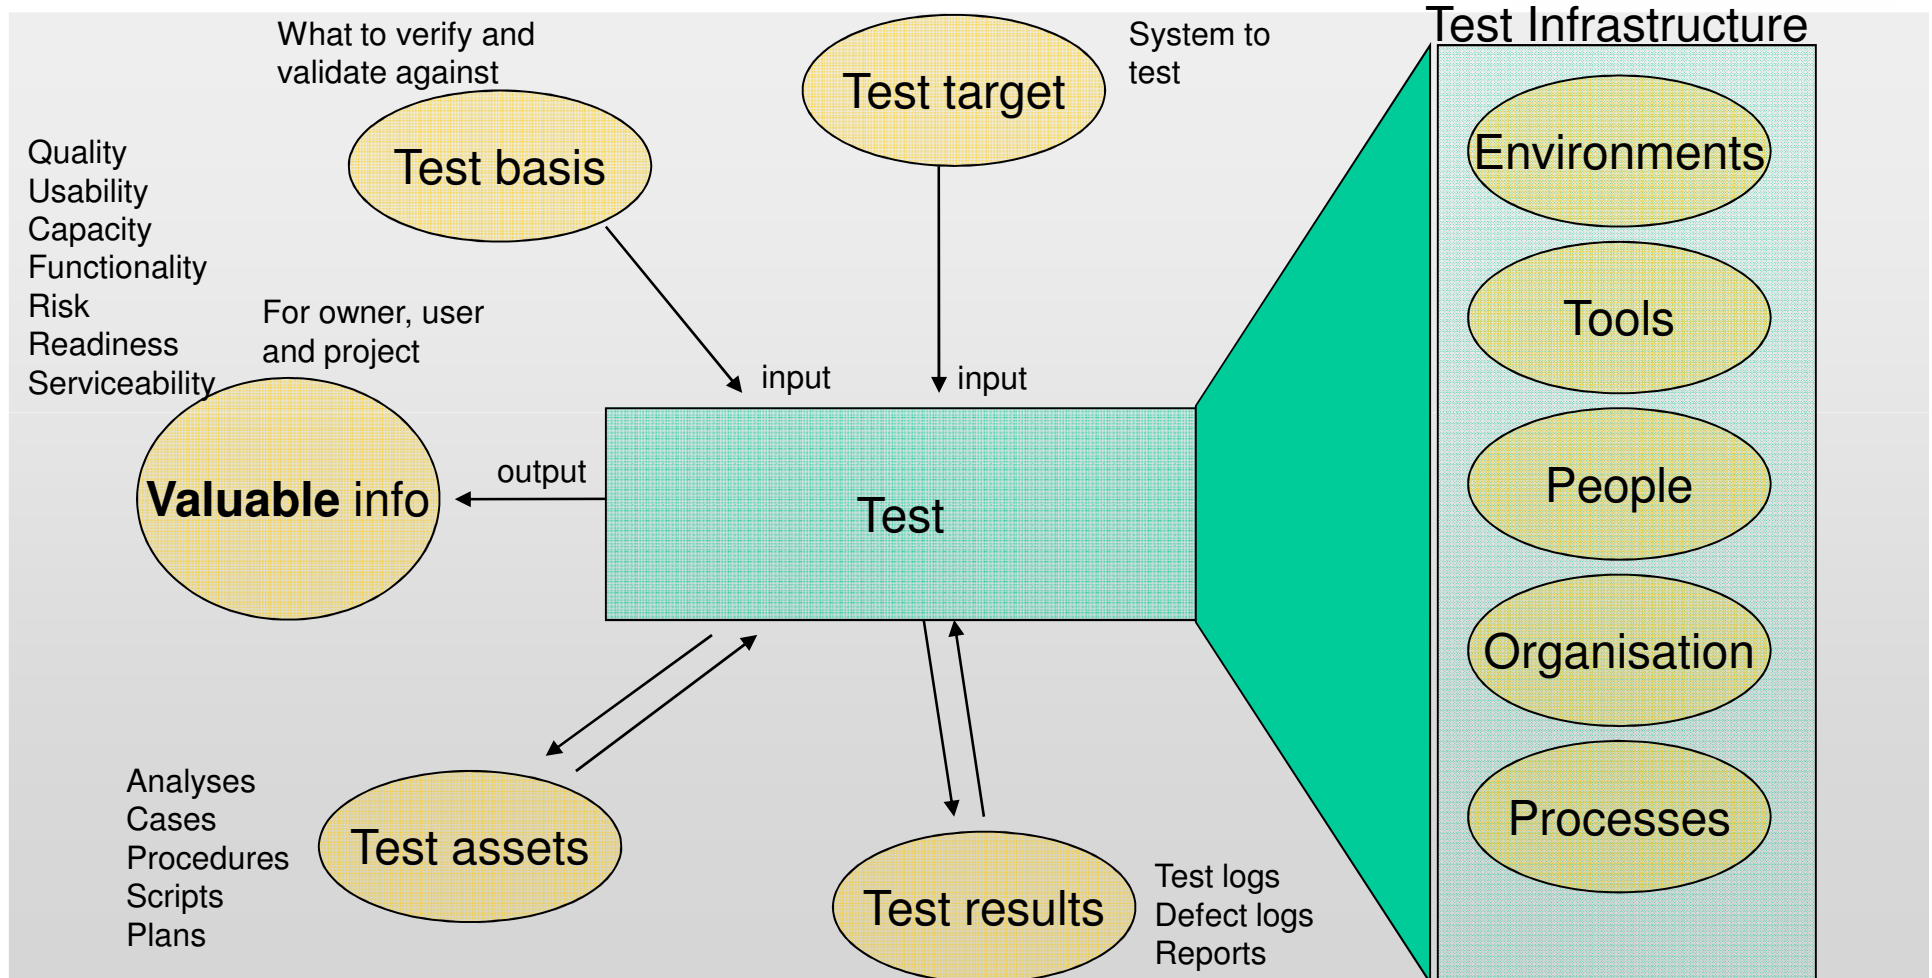 What to verify and
validate against
Test basis
Test target
System to
test
Test Infrastructure
Environments
Tools
People
Organisation
Processes
Quality
Usability
Capacity
Functionality
Risk
Readiness
Serviceability
For owner, user
and project
input
input
Valuable info
output
Test
Analyses
Cases
Procedures
Scripts
Plans
Test assets
Test results
Test logs
Defect logs
Reports